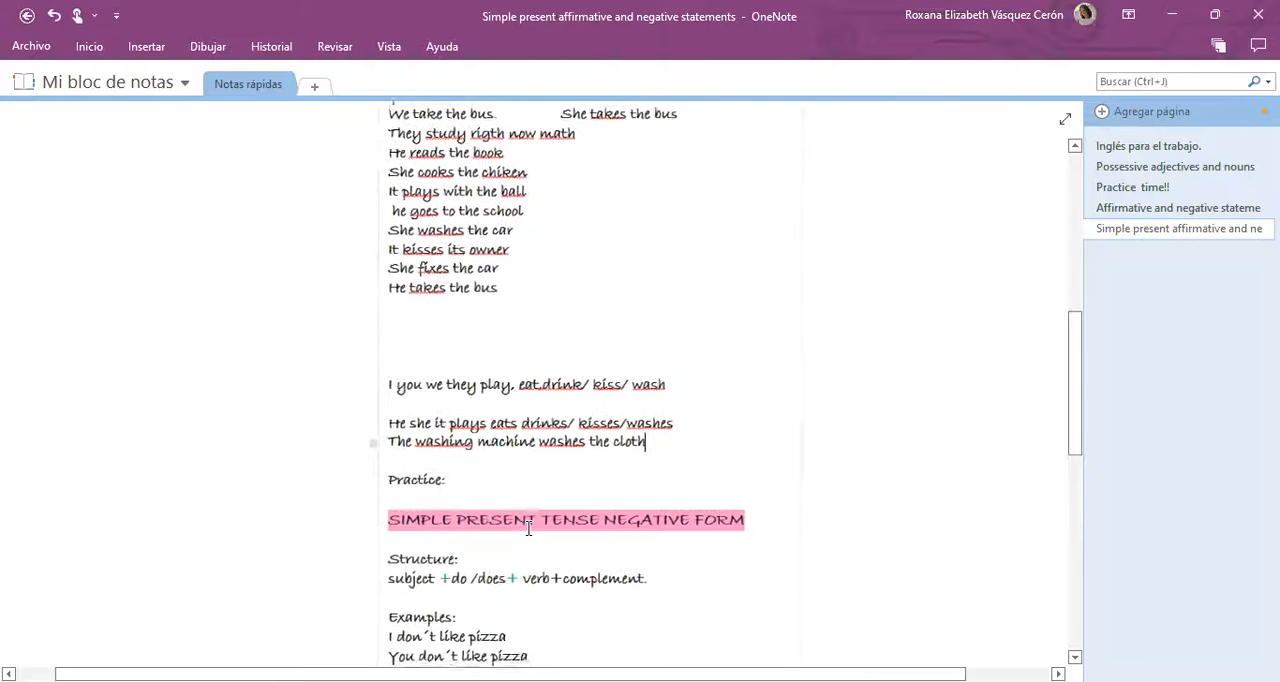 Simple present affirmative and negative statements - OneNote
Roxana Elizabeth Vásquez Cerón
Archivo Inicio Insertar Dibujar Historial Revisar Vista Ayuda
Mi bloc de notas Notas rápidas +
Buscar (Ctrl+J)
Agregar página
Inglés para el trabajo.
Possessive adjectives and nouns
Practice time!!
Affirmative and negative stateme
Simple present affirmative and ne
We take the bus. She takes the bus
They study rigth now math
He reads the book
She cooks the chiken
It plays with the ball
he goes to the school
She washes the car
It kisses its owner
She fixes the car
He takes the bus
I you we they play, eat,drink/ kiss/ wash
He she it plays eats drinks/ kisses/washes
The washing machine washes the cloth
Practice:
SIMPLE PRESENT TENSE NEGATIVE FORM
Structure:
subject +do /does+ verb+complement.
Examples:
I don´t like pizza
You don´t like pizza